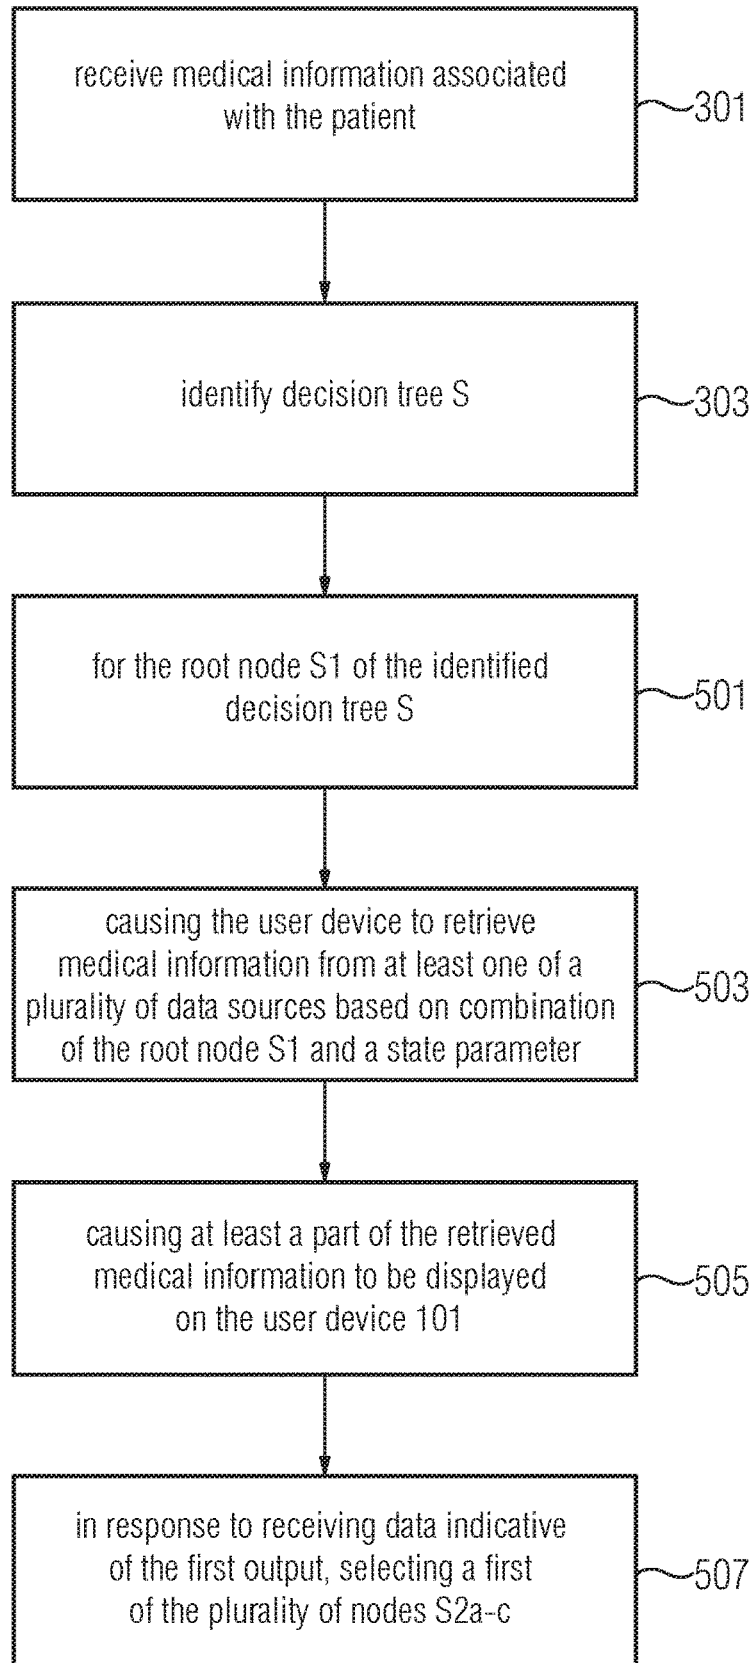 receive medical information associated
with the patient
301
identify decision tree S
303
for the root node S1 of the identified
decision tree S
501
causing the user device to retrieve
medical information from at least one of a
plurality of data sources based on combination
of the root node S1 and a state parameter
503
causing at least a part of the retrieved
medical information to be displayed
on the user device 101
505
in response to receiving data indicative
of the first output, selecting a first
of the plurality of nodes S2a-c
507